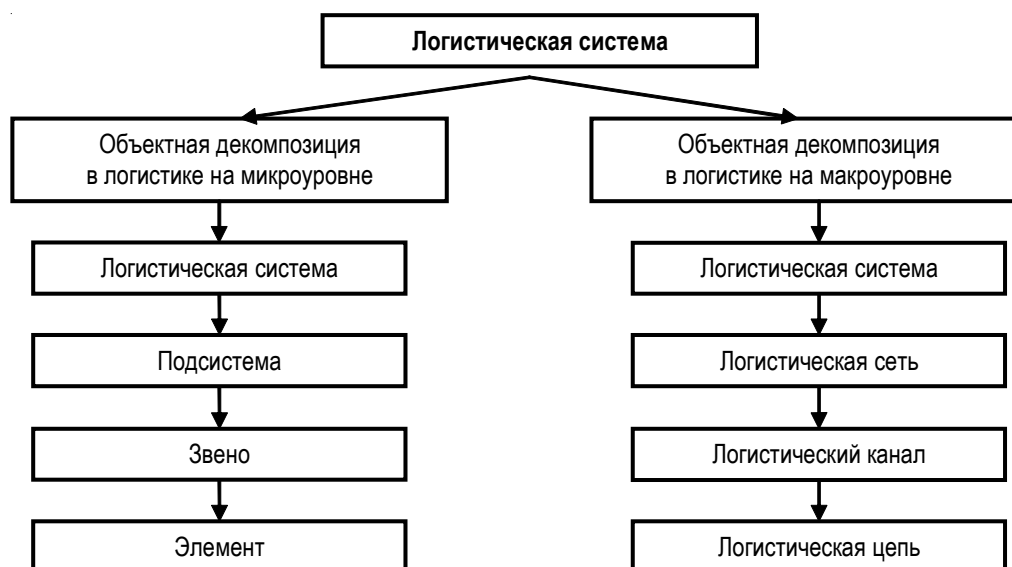 Логистическая система
Объектная декомпозиция
в логистике на микроуровне
Объектная декомпозиция
в логистике на макроуровне
Логистическая система
Логистическая система
Подсистема
Логистическая сеть
Звено
Логистический канал
Элемент
Логистическая цепь